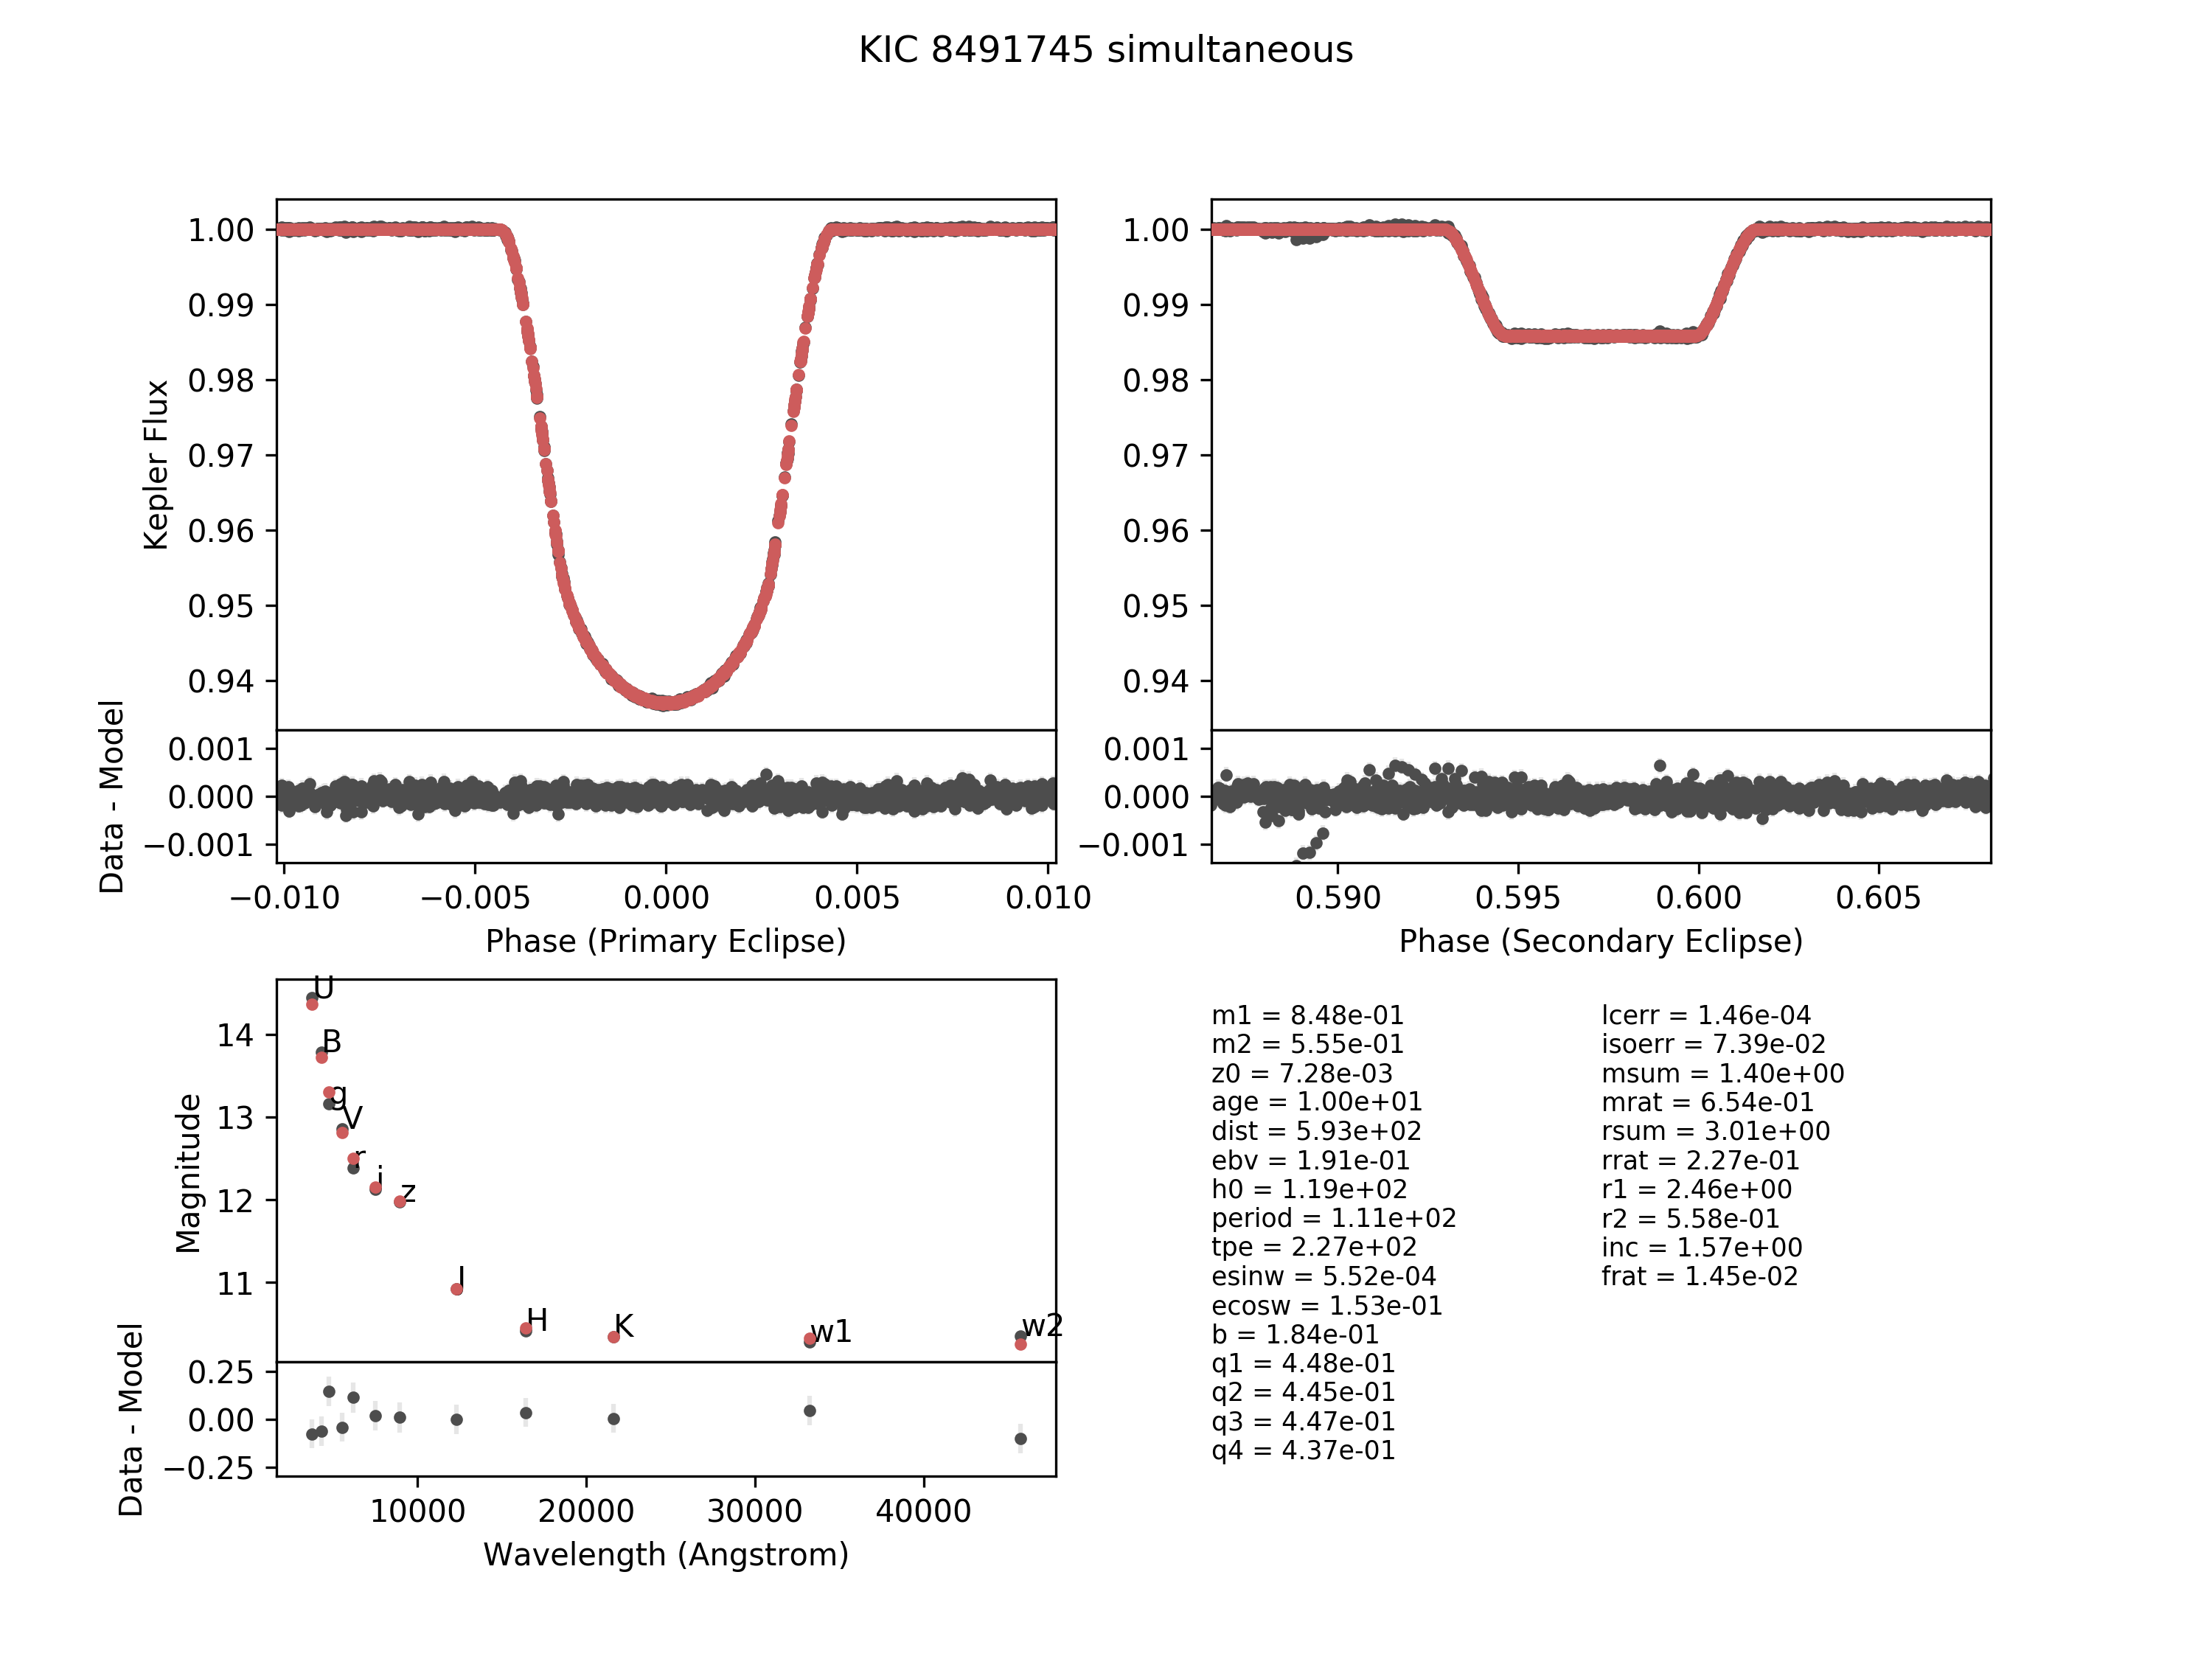 KIC 8491745 simultaneous
1.00
0.99
0.98
0.97
0.96
0.95
0.94
Kepler Flux
0.001
0.000
−0.001
Data - Model
−0.010 −0.005 0.000 0.005 0.010
Phase (Primary Eclipse)
1.00
0.99
0.98
0.97
0.96
0.95
0.94
0.001
0.000
−0.001
0.590 0.595 0.600 0.605
Phase (Secondary Eclipse)
14
13
12
11
Magnitude
U
B
g
V
r
i
z
J
H
K
w1
w2
0.25
0.00
−0.25
Data - Model
10000 20000 30000 40000
Wavelength (Angstrom)
m1 = 8.48e-01
m2 = 5.55e-01
z0 = 7.28e-03
age = 1.00e+01
dist = 5.93e+02
ebv = 1.91e-01
h0 = 1.19e+02
period = 1.11e+02
tpe = 2.27e+02
esinw = 5.52e-04
ecosw = 1.53e-01
b = 1.84e-01
q1 = 4.48e-01
q2 = 4.45e-01
q3 = 4.47e-01
q4 = 4.37e-01
lcerr = 1.46e-04
isoerr = 7.39e-02
msum = 1.40e+00
mrat = 6.54e-01
rsum = 3.01e+00
rrat = 2.27e-01
r1 = 2.46e+00
r2 = 5.58e-01
inc = 1.57e+00
frat = 1.45e-02